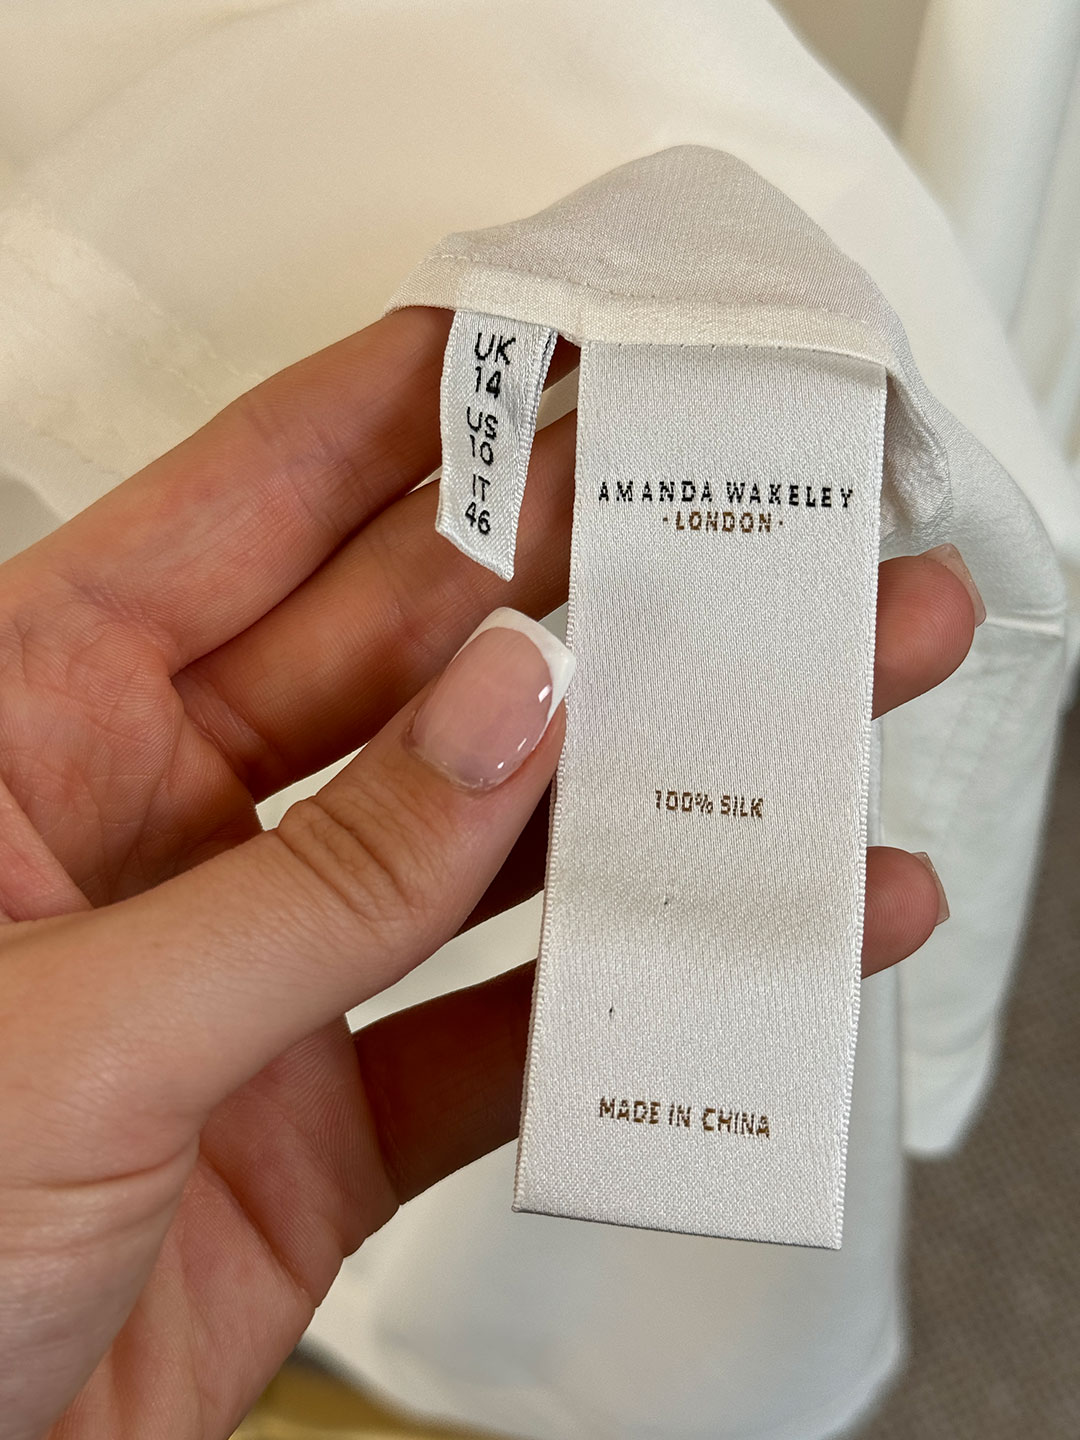 UK
14
US
10
IT
46
AMANDA WAKELEY
·LONDON·
100% SILK
MADE IN CHINA